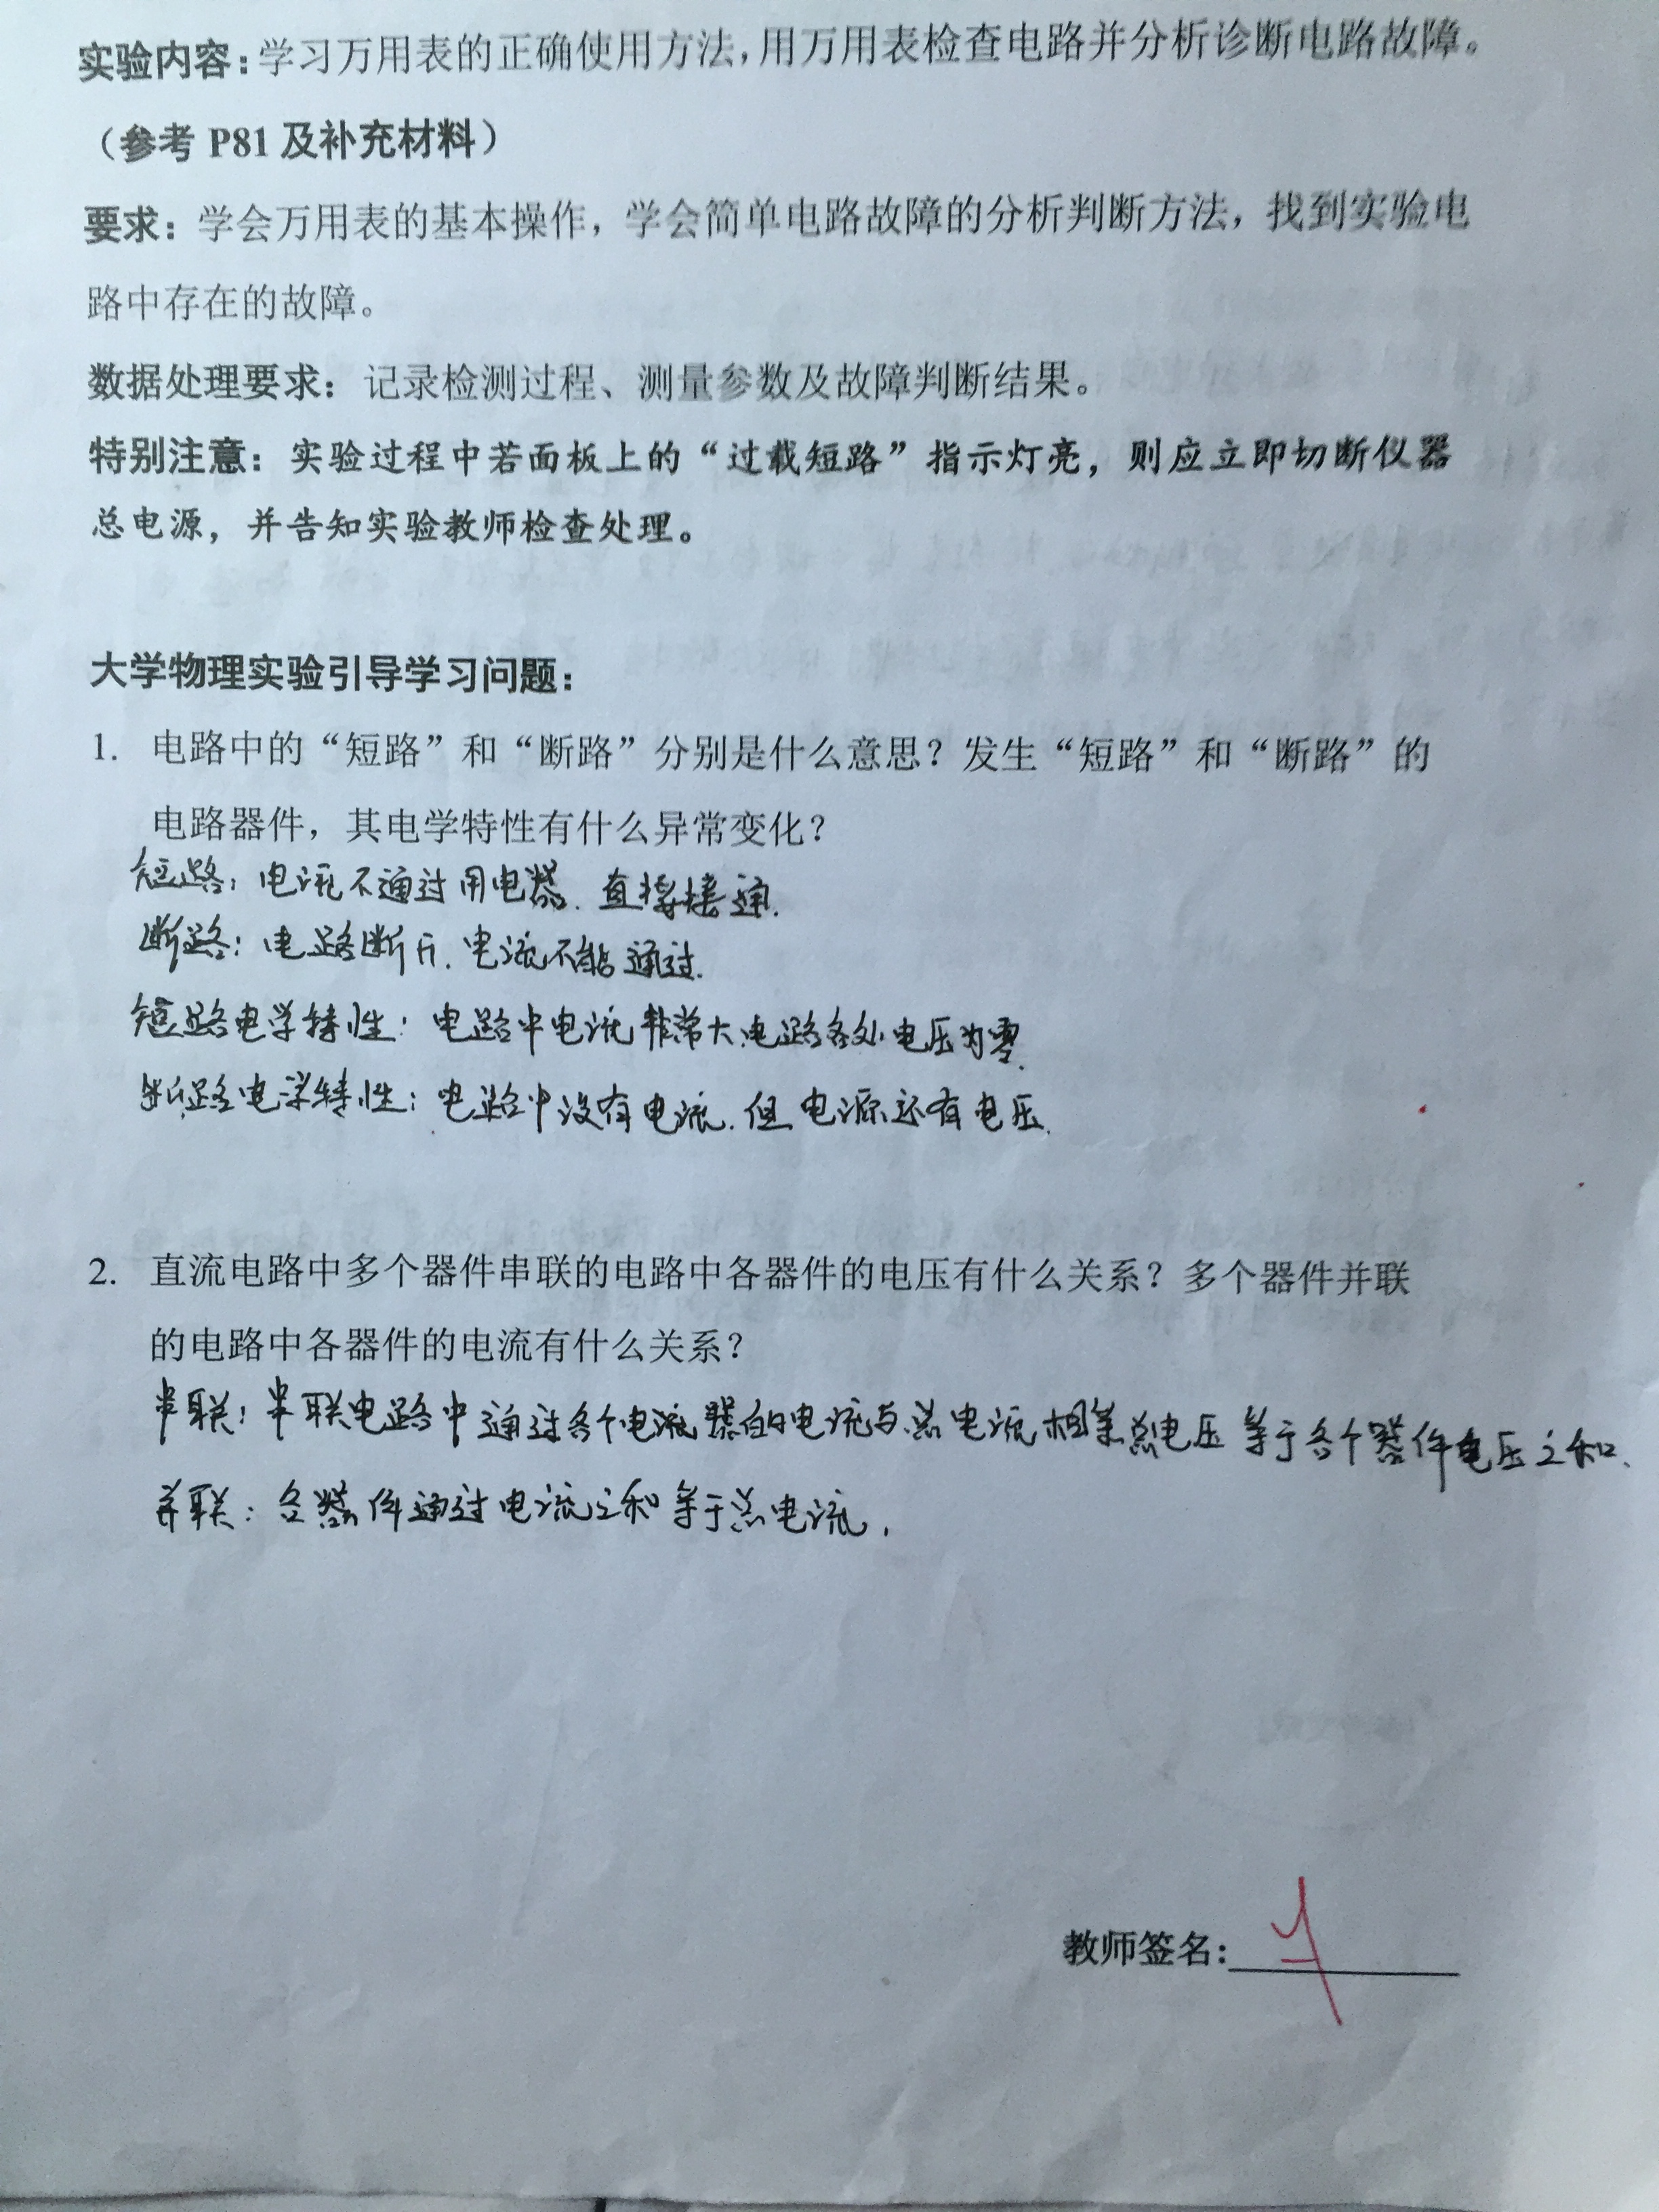 实验内容：学习万用表的正确使用方法，用万用表检查电路并分析诊断电路故障。
（参考 P81 及补充材料）
要求：学会万用表的基本操作，学会简单电路故障的分析判断方法，找到实验电
路中存在的故障。
数据处理要求：记录检测过程、测量参数及故障判断结果。
特别注意：实验过程中若面板上的“过载短路”指示灯亮，则应立即切断仪器
总电源，并告知实验教师检查处理。
大学物理实验引导学习问题：
1. 电路中的“短路”和“断路”分别是什么意思？发生“短路”和“断路”的
电路器件，其电学特性有什么异常变化？
短路：电流不通过用电器.直接接通.
断路：电路断开.电流不能通过.
短路电学特性：电路中电流非常大.电路各处电压为零.
断路电学特性：电路中没有电流.但电源还有电压.
2. 直流电路中多个器件串联的电路中各器件的电压有什么关系？多个器件并联
的电路中各器件的电流有什么关系？
串联：串联电路中通过各个电流器的电流与总电流相等总电压等于各个器件电压之和.
并联：各器件通过电流之和等于总电流.
教师签名：